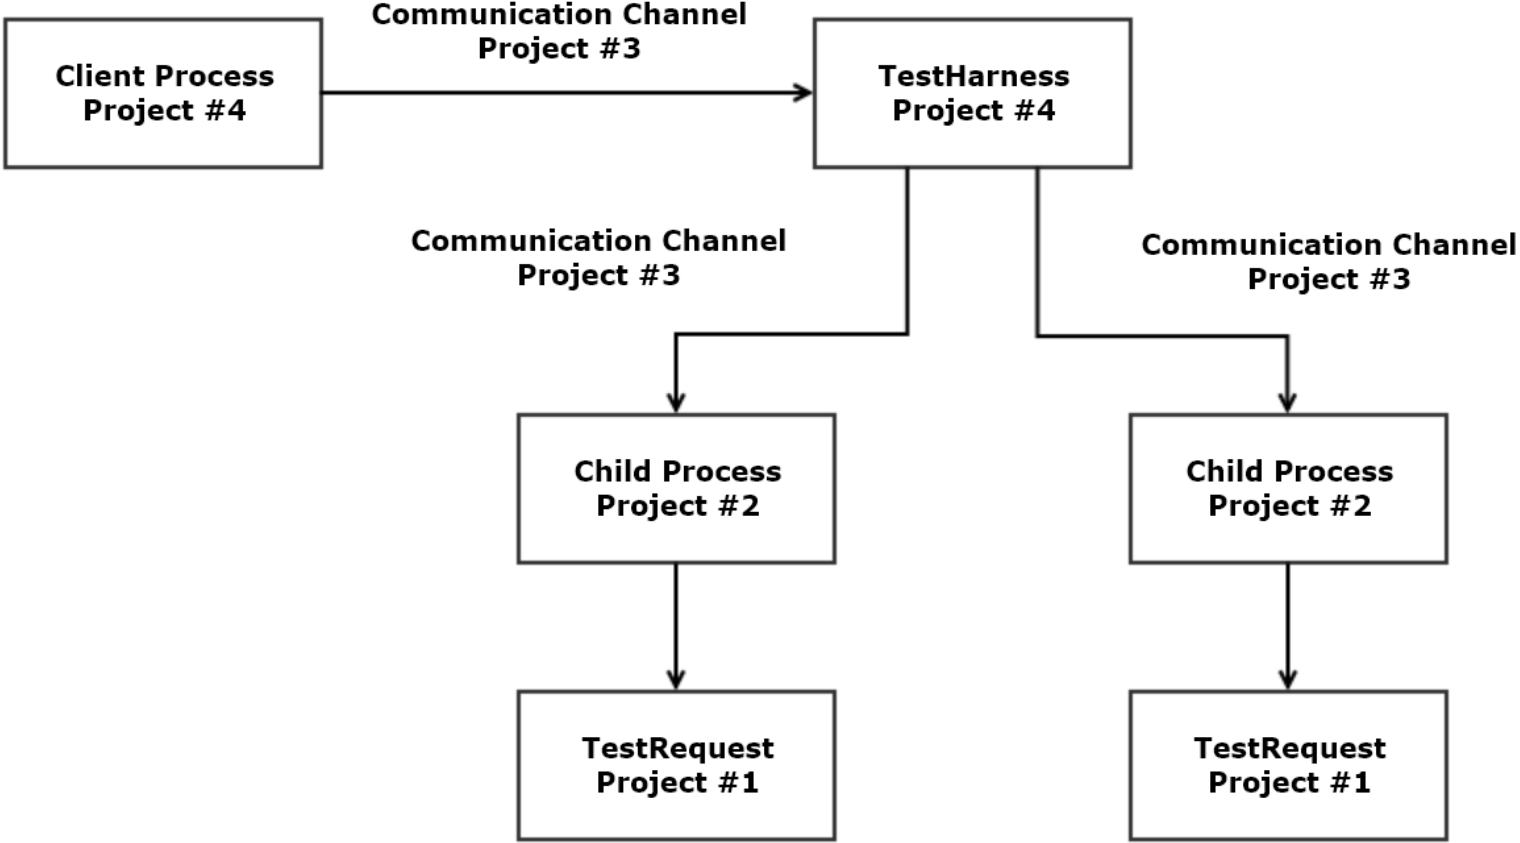 Communication Channel
Project #3
Client Process
Project #4
TestHarness
Project #4
Communication Channel
Project #3
Communication Channel
Project #3
Child Process
Project #2
Child Process
Project #2
TestRequest
Project #1
TestRequest
Project #1